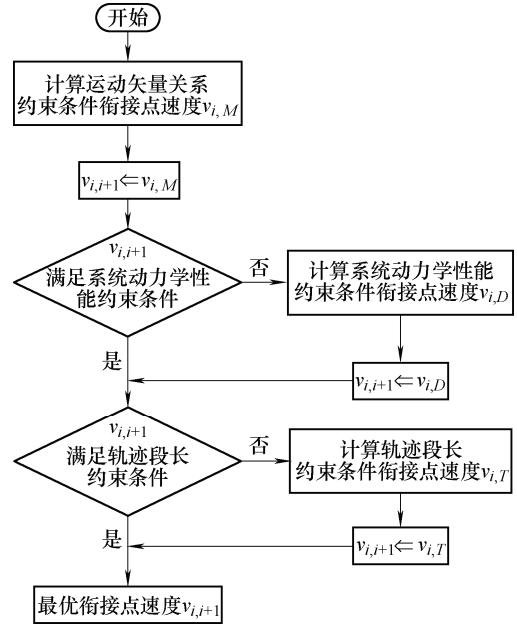 开始
计算运动矢量关系
约束条件衔接点速度v_{i,M}
v_{i,i+1}⇐v_{i,M}
v_{i,i+1}
满足系统动力学性
能约束条件
否
计算系统动力学性能
约束条件衔接点速度v_{i,D}
是
v_{i,i+1}⇐v_{i,D}
v_{i,i+1}
满足轨迹段长
约束条件
否
计算轨迹段长
约束条件衔接点速度v_{i,T}
是
v_{i,i+1}⇐v_{i,T}
最优衔接点速度v_{i,i+1}